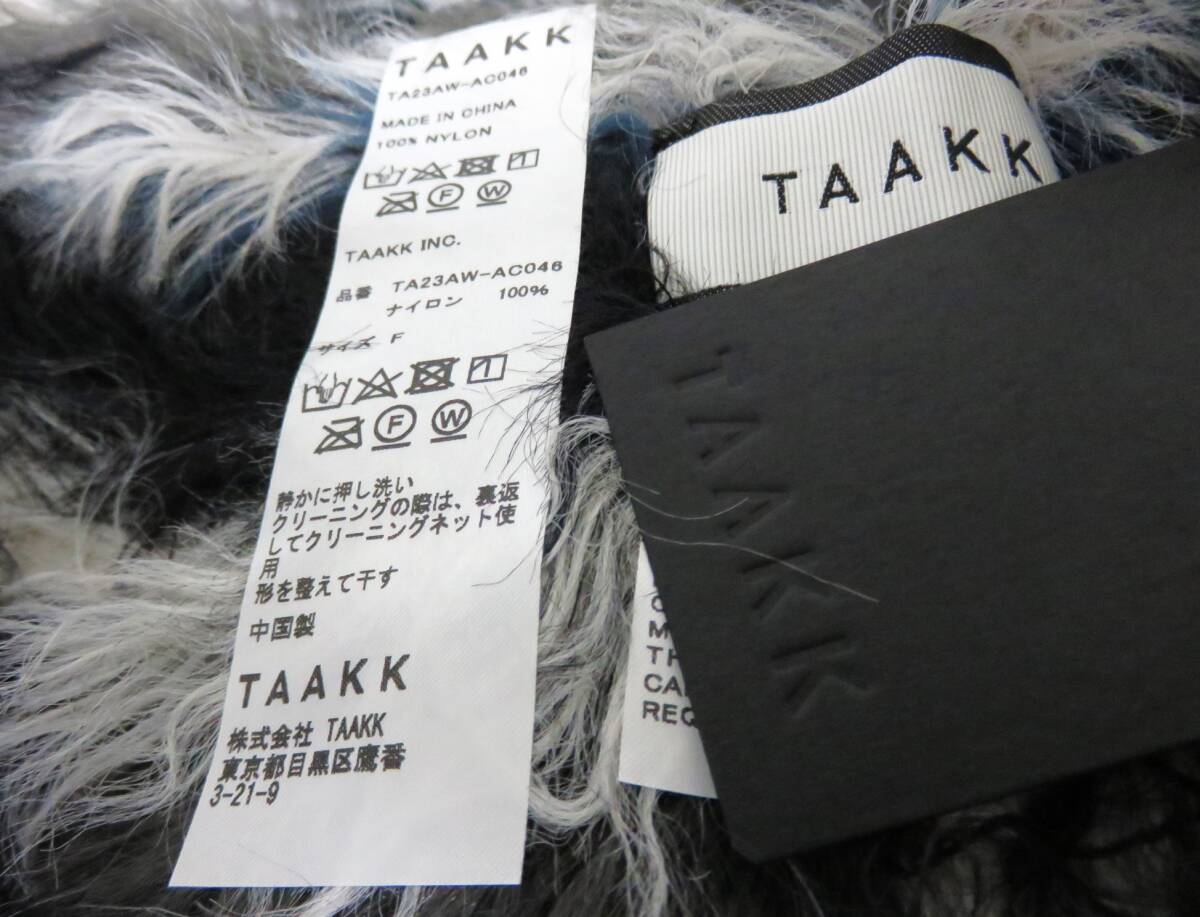 TAAKK
TA23AW-AC046
MADE IN CHINA
100% NYLON
F W
TAAKK INC.
品番 TA23AW-AC046
ナイロン 100%
サイズ F
F W
静かに押し洗い
クリーニングの際は、裏返
してクリーニングネット使
用
形を整えて干す
中国製
TAAKK
株式会社 TAAKK
東京都目黒区鷹番
3-21-9
TAAKK
TAAKK